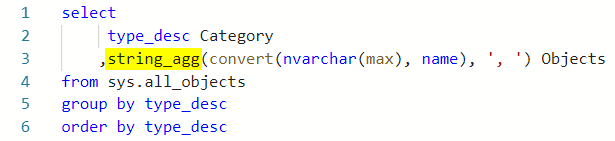 1 select
2 type_desc Category
3 ,string_agg(convert(nvarchar(max), name), ', ') Objects
4 from sys.all_objects
5 group by type_desc
6 order by type_desc